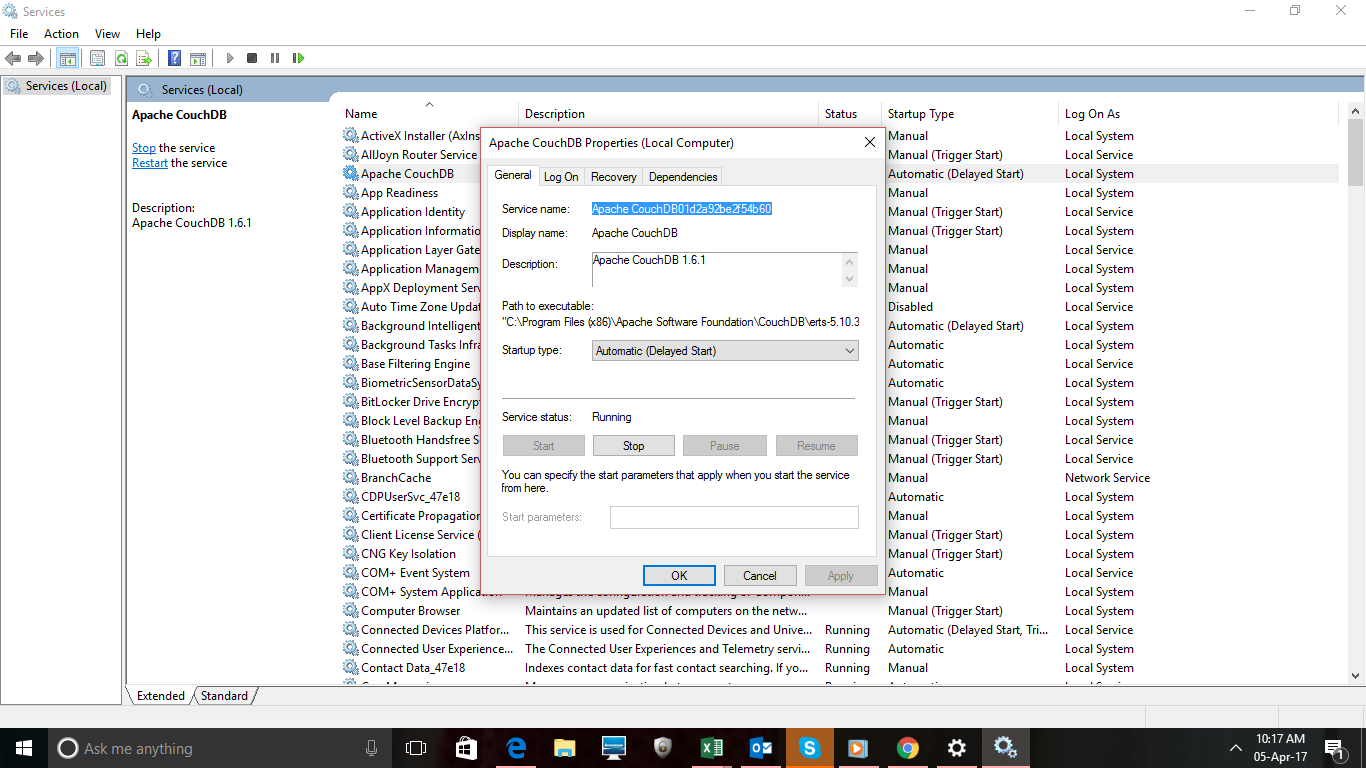 Services
File Action View Help
Services (Local)
Services (Local)
Apache CouchDB
Stop the service
Restart the service
Description:
Apache CouchDB 1.6.1
Name Description Status Startup Type Log On As
ActiveX Installer (AxIns Manual Local System
AllJoyn Router Service Manual (Trigger Start) Local Service
Apache CouchDB Automatic (Delayed Start) Local System
App Readiness Manual Local System
Application Identity Manual (Trigger Start) Local Service
Application Informatio Manual (Trigger Start) Local System
Application Layer Gate Manual Local Service
Application Managem Manual Local System
AppX Deployment Serv Manual Local System
Auto Time Zone Updat Disabled Local Service
Background Intelligent Automatic (Delayed Start) Local System
Background Tasks Infra Automatic Local System
Base Filtering Engine Automatic Local Service
BiometricSensorDataSy Automatic Local System
BitLocker Drive Encryp Manual (Trigger Start) Local System
Block Level Backup Eng Manual Local System
Bluetooth Handsfree S Manual (Trigger Start) Local Service
Bluetooth Support Serv Manual (Trigger Start) Local Service
BranchCache Manual Network Service
CDPUserSvc_47e18 Automatic Local System
Certificate Propagation Manual Local System
Client License Service ( Manual (Trigger Start) Local System
CNG Key Isolation Manual (Trigger Start) Local System
COM+ Event System Automatic Local Service
COM+ System Applicat Manages the configuration and tracking of Compon... Manual Local System
Computer Browser Maintains an updated list of computers on the netw... Manual (Trigger Start) Local System
Connected Devices Platfor... This service is used for Connected Devices and Unive... Running Automatic (Delayed Start, Tri... Local Service
Connected User Experience... The Connected User Experiences and Telemetry servi... Running Automatic Local System
Contact Data_47e18 Indexes contact data for fast contact searching. If yo... Running Manual Local System
Apache CouchDB Properties (Local Computer)
General Log On Recovery Dependencies
Service name: Apache CouchDB01d2a92be2f54b60
Display name: Apache CouchDB
Description: Apache CouchDB 1.6.1
Path to executable:
"C:\Program Files (x86)\Apache Software Foundation\CouchDB\erts-5.10.3
Startup type: Automatic (Delayed Start)
Service status: Running
Start Stop Pause Resume
You can specify the start parameters that apply when you start the service
from here.
Start parameters:
OK Cancel Apply
Extended Standard
Ask me anything
10:17 AM
05-Apr-17
1